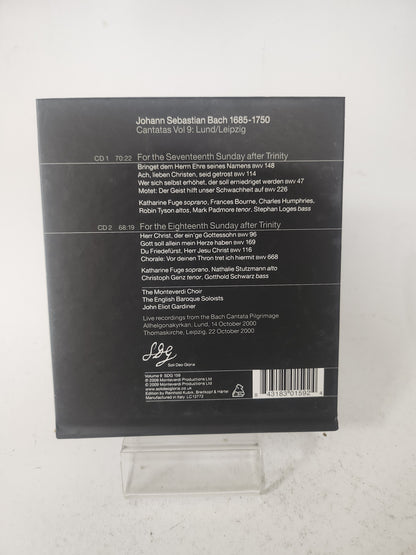 Johann Sebastian Bach 1685-1750
Cantatas Vol 9: Lund/Leipzig
CD 1 70:22 For the Seventeenth Sunday after Trinity
Bringet dem Herrn Ehre seines Namens BWV 148
Ach, lieben Christen, seid getrost BWV 114
Wer sich selbst erhöhet, der soll erniedriget werden BWV 47
Motet: Der Geist hilft unser Schwachheit auf BWV 226
Katharine Fuge soprano, Frances Bourne, Charles Humphries,
Robin Tyson altos, Mark Padmore tenor, Stephan Loges bass
CD 2 68:19 For the Eighteenth Sunday after Trinity
Herr Christ, der ein'ge Gottessohn BWV 96
Gott soll allein mein Herze haben BWV 169
Du Friedefürst, Herr Jesu Christ BWV 116
Chorale: Vor deinen Thron tret ich hiermit BWV 668
Katharine Fuge soprano, Nathalie Stutzmann alto
Christoph Genz tenor, Gotthold Schwarz bass
The Monteverdi Choir
The English Baroque Soloists
John Eliot Gardiner
Live recordings from the Bach Cantata Pilgrimage
Allhelgonakyrkan, Lund, 14 October 2000
Thomaskirche, Leipzig, 22 October 2000
SDG
Soli Deo Gloria
Volume 9 SDG 159
℗ 2009 Monteverdi Productions Ltd
© 2009 Monteverdi Productions Ltd
www.solideogloria.co.uk
Edition by Reinhold Kubik, Breitkopf & Härtel
Manufactured in Italy LC13772
8 43183 01592 4